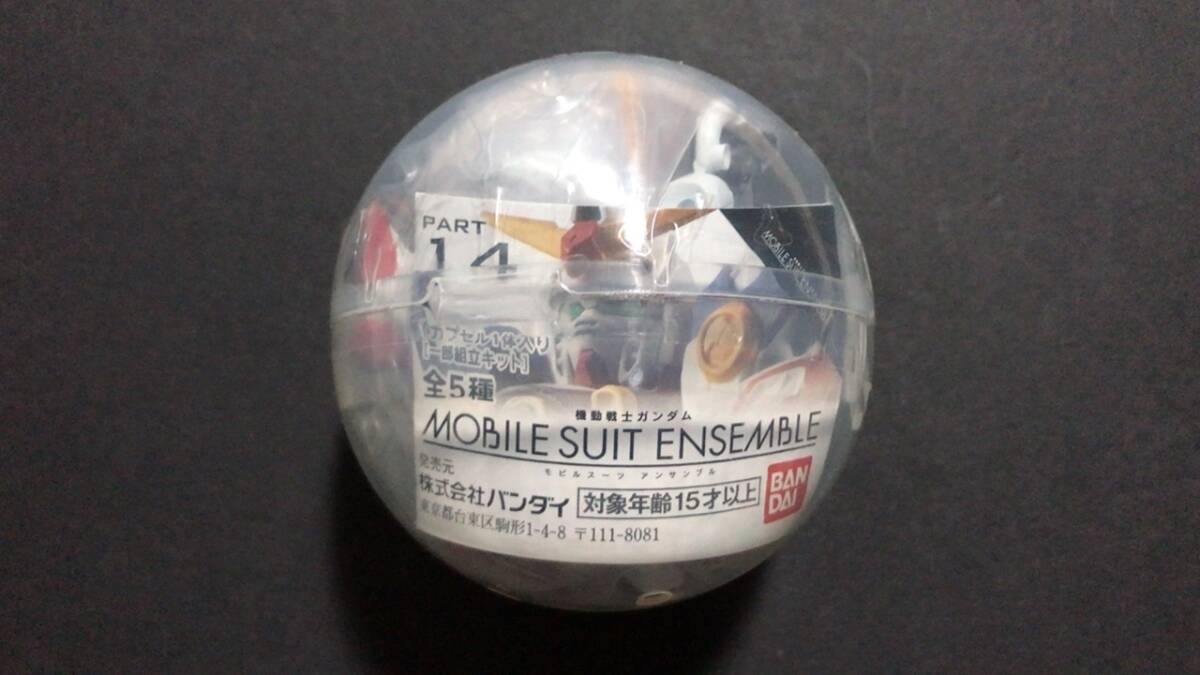 PART
14
カプセル1体入り
[一部組立キット]
全5種
機動戦士ガンダム
MOBILE SUIT ENSEMBLE
モビルスーツ アンサンブル
発売元
株式会社バンダイ 対象年齢15才以上
BAN
DAI
東京都台東区駒形1-4-8 〒111-8081